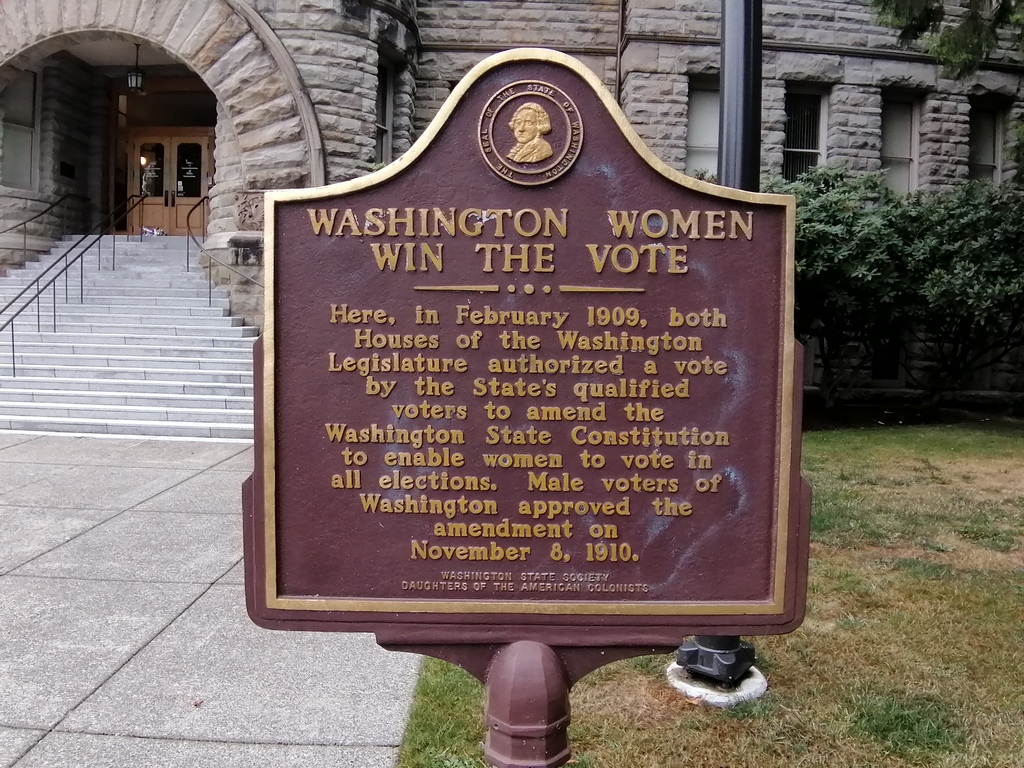 THE SEAL OF THE STATE OF WASHINGTON
WASHINGTON WOMEN
WIN THE VOTE
Here, in February 1909, both
Houses of the Washington
Legislature authorized a vote
by the State's qualified
voters to amend the
Washington State Constitution
to enable women to vote in
all elections. Male voters of
Washington approved the
amendment on
November 8, 1910.
WASHINGTON STATE SOCIETY
DAUGHTERS OF THE AMERICAN COLONISTS